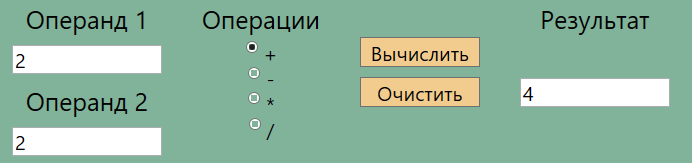 Операнд 1
2
Операнд 2
2
Операции
+
-
*
/
Вычислить
Очистить
Результат
4